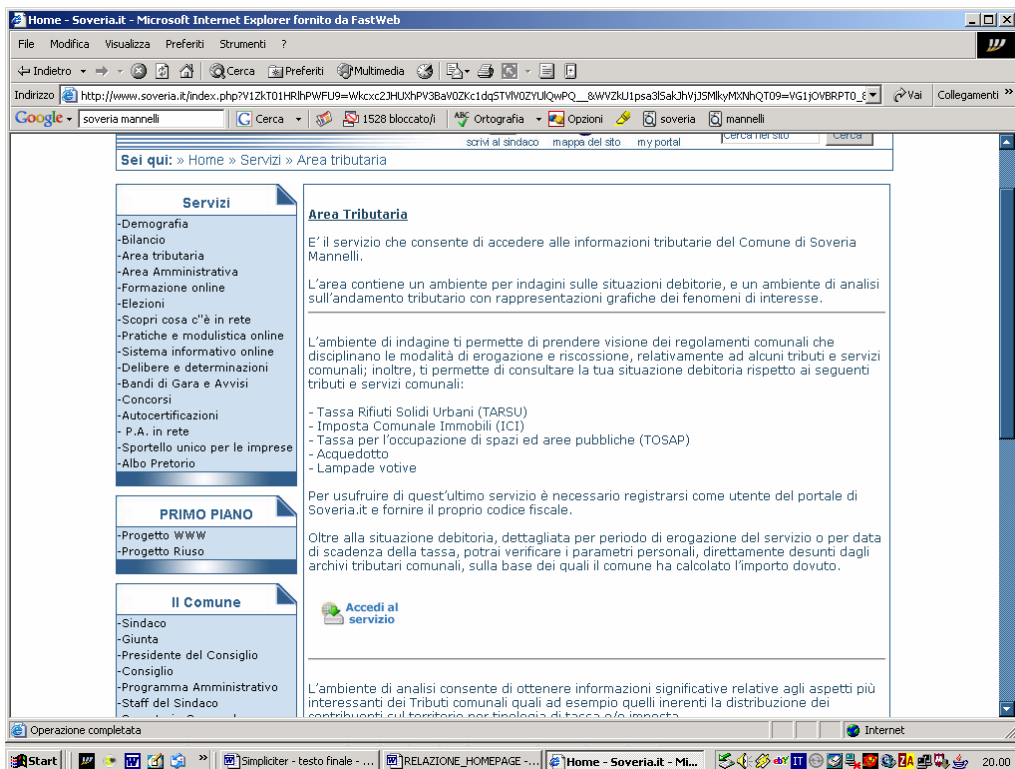 Home - Soveria.it - Microsoft Internet Explorer fornito da FastWeb
File Modifica Visualizza Preferiti Strumenti ?
Indietro Cerca Preferiti Multimedia
Indirizzo Vai Collegamenti »
Google soveria mannelli Cerca 1528 bloccato/i Ortografia Opzioni soveria mannelli
scrivi al sindaco mappa del sito my portal Cerca nel sito Cerca
Sei qui: » Home » Servizi » Area tributaria
Servizi
-Demografia
-Bilancio
-Area tributaria
-Area Amministrativa
-Formazione online
-Elezioni
-Scopri cosa c''è in rete
-Pratiche e modulistica online
-Sistema informativo online
-Delibere e determinazioni
-Bandi di Gara e Avvisi
-Concorsi
-Autocertificazioni
- P.A. in rete
-Sportello unico per le imprese
-Albo Pretorio
PRIMO PIANO
-Progetto WWW
-Progetto Riuso
Il Comune
-Sindaco
-Giunta
-Presidente del Consiglio
-Consiglio
-Programma Amministrativo
-Staff del Sindaco
Area Tributaria
E' il servizio che consente di accedere alle informazioni tributarie del Comune di Soveria
Mannelli.
L'area contiene un ambiente per indagini sulle situazioni debitorie, e un ambiente di analisi
sull'andamento tributario con rappresentazioni grafiche dei fenomeni di interesse.
L'ambiente di indagine ti permette di prendere visione dei regolamenti comunali che
disciplinano le modalità di erogazione e riscossione, relativamente ad alcuni tributi e servizi
comunali; inoltre, ti permette di consultare la tua situazione debitoria rispetto ai seguenti
tributi e servizi comunali:
- Tassa Rifiuti Solidi Urbani (TARSU)
- Imposta Comunale Immobili (ICI)
- Tassa per l'occupazione di spazi ed aree pubbliche (TOSAP)
- Acquedotto
- Lampade votive
Per usufruire di quest'ultimo servizio è necessario registrarsi come utente del portale di
Soveria.it e fornire il proprio codice fiscale.
Oltre alla situazione debitoria, dettagliata per periodo di erogazione del servizio o per data
di scadenza della tassa, potrai verificare i parametri personali, direttamente desunti dagli
archivi tributari comunali, sulla base dei quali il comune ha calcolato l'importo dovuto.
Accedi al
servizio
L'ambiente di analisi consente di ottenere informazioni significative relative agli aspetti più
interessanti dei Tributi comunali quali ad esempio quelli inerenti la distribuzione dei
contribuenti sul territorio per tipologia di tassa e/o imposta.
Operazione completata Internet
Start » Simpliciter - testo finale - ... RELAZIONE_HOMEPAGE -... Home - Soveria.it - Mi... 20.00